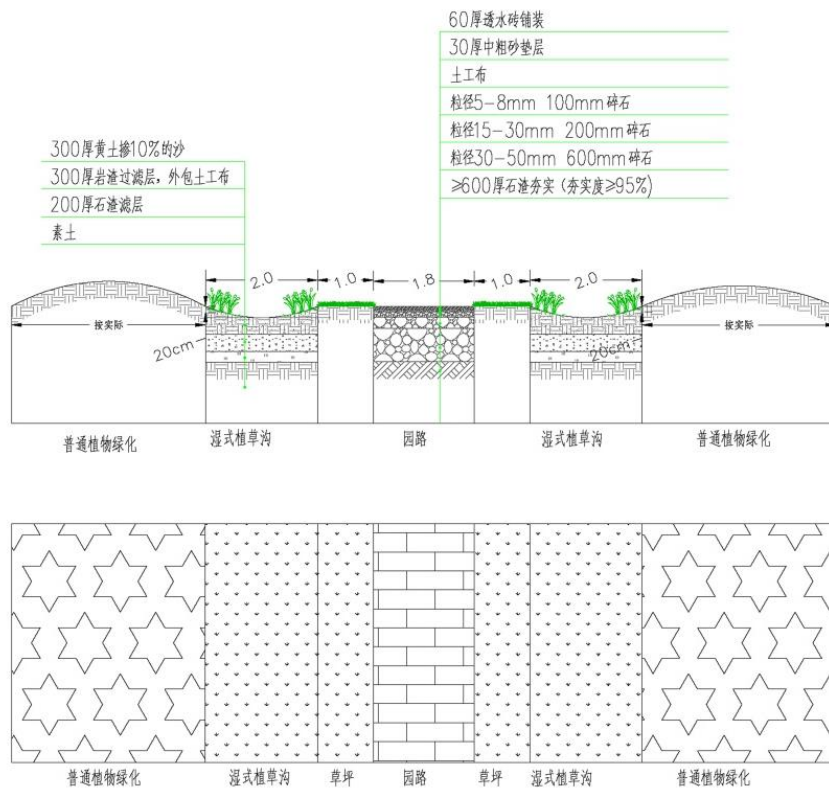 60厚透水砖铺装
30厚中粗砂垫层
土工布
粒径5-8mm 100mm碎石
粒径15-30mm 200mm碎石
粒径30-50mm 600mm碎石
≥600厚石渣夯实(夯实度≥95%)
300厚黄土掺10%的沙
300厚岩渣过滤层,外包土工布
200厚石渣滤层
素土
2.0 1.0 1.8 1.0 2.0
按实际 按实际
20cm 20cm
普通植物绿化 湿式植草沟 园路 湿式植草沟 普通植物绿化
普通植物绿化 湿式植草沟 草坪 园路 草坪 湿式植草沟 普通植物绿化